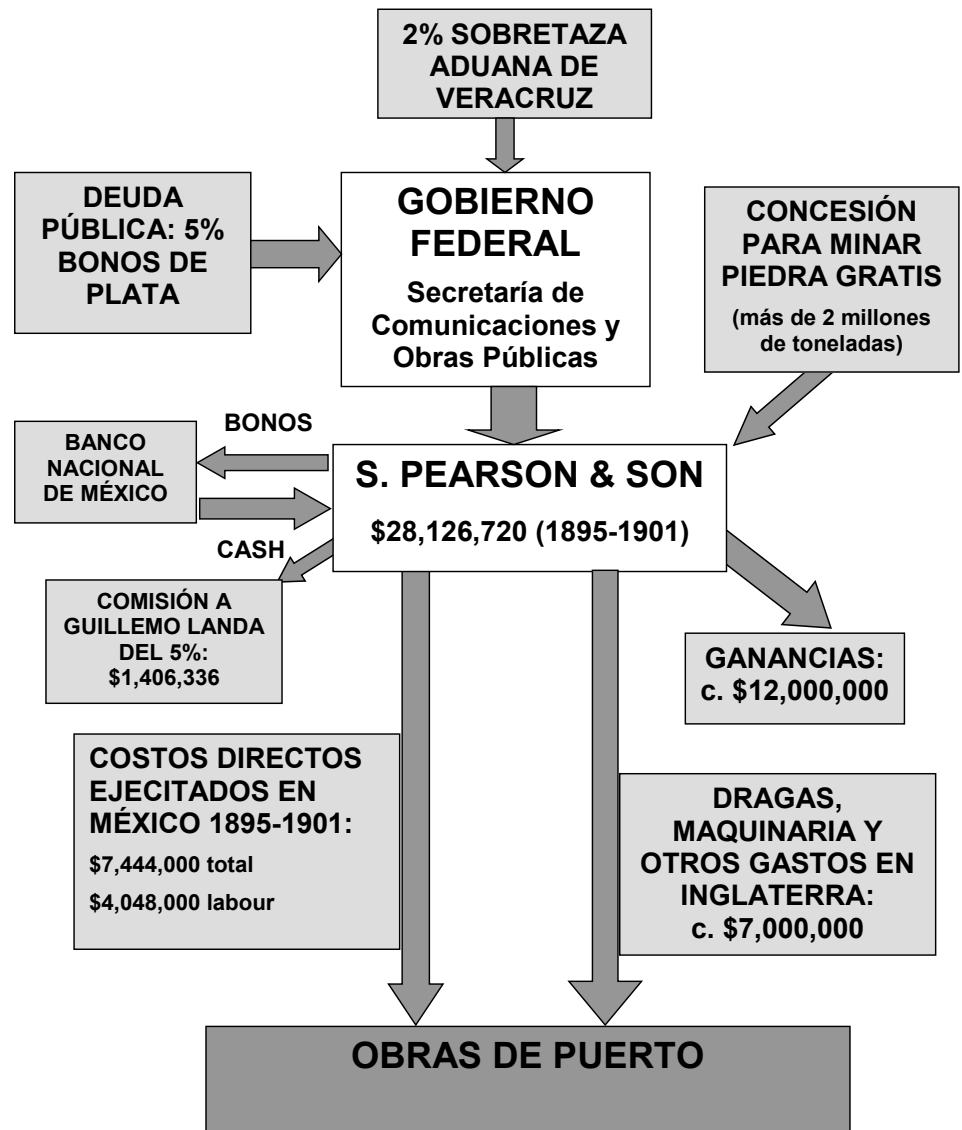 2% SOBRETAZA
ADUANA DE
VERACRUZ
DEUDA
PÚBLICA: 5%
BONOS DE
PLATA
GOBIERNO
FEDERAL
Secretaría de
Comunicaciones y
Obras Públicas
CONCESIÓN
PARA MINAR
PIEDRA GRATIS
(más de 2 millones
de toneladas)
BONOS
BANCO
NACIONAL
DE MÉXICO
S. PEARSON & SON
$28,126,720 (1895-1901)
CASH
COMISIÓN A
GUILLEMO LANDA
DEL 5%:
$1,406,336
GANANCIAS:
c. $12,000,000
COSTOS DIRECTOS
EJECITADOS EN
MÉXICO 1895-1901:
$7,444,000 total
$4,048,000 labour
DRAGAS,
MAQUINARIA Y
OTROS GASTOS EN
INGLATERRA:
c. $7,000,000
OBRAS DE PUERTO